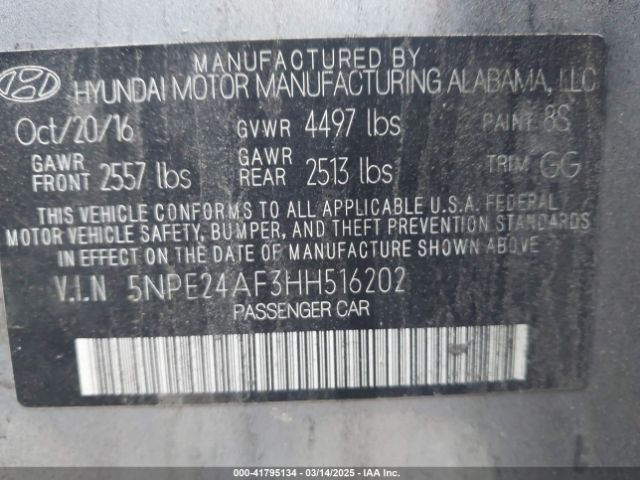 MANUFACTURED BY
HYUNDAI MOTOR MANUFACTURING ALABAMA, LLC
Oct/20/16 GVWR 4497 lbs PAINT 8S
GAWR FRONT 2557 lbs GAWR REAR 2513 lbs TRIM GG
THIS VEHICLE CONFORMS TO ALL APPLICABLE U.S.A. FEDERAL
MOTOR VEHICLE SAFETY, BUMPER, AND THEFT PREVENTION STANDARDS
IN EFFECT ON THE DATE OF MANUFACTURE SHOWN ABOVE.
V.I.N 5NPE24AF3HH516202
PASSENGER CAR
000-41795134 - 03/14/2025 - IAA Inc.